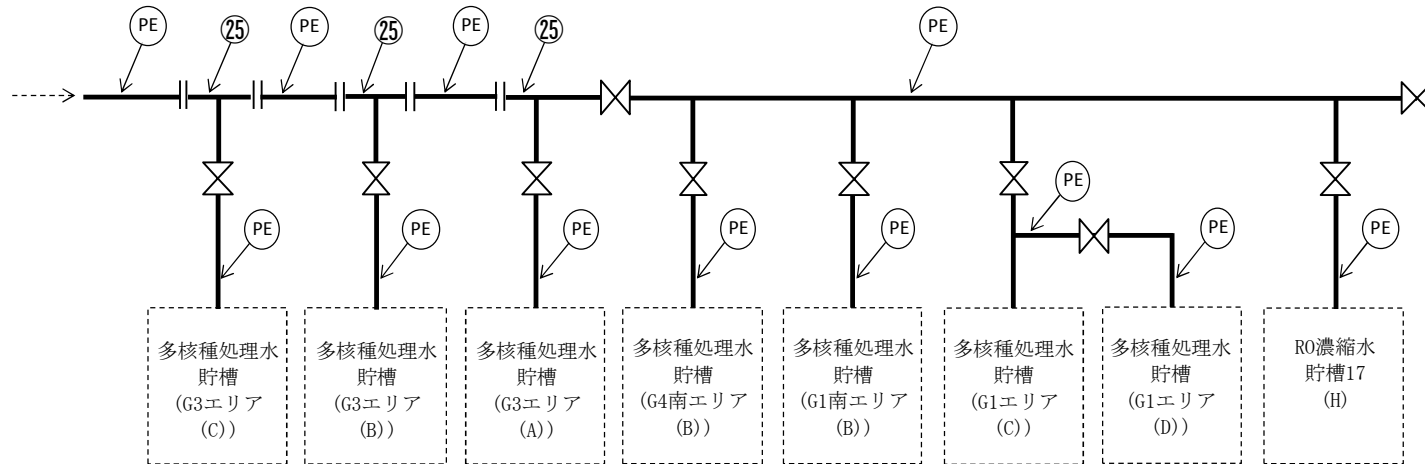 PE
㉕
PE
㉕
PE
㉕
PE
PE
PE
PE
PE
PE
PE
PE
PE
PE
多核種処理水
貯槽
(G3エリア
(C))
多核種処理水
貯槽
(G3エリア
(B))
多核種処理水
貯槽
(G3エリア
(A))
多核種処理水
貯槽
(G4南エリア
(B))
多核種処理水
貯槽
(G1南エリア
(B))
多核種処理水
貯槽
(G1エリア
(C))
多核種処理水
貯槽
(G1エリア
(D))
RO濃縮水
貯槽17
(H)